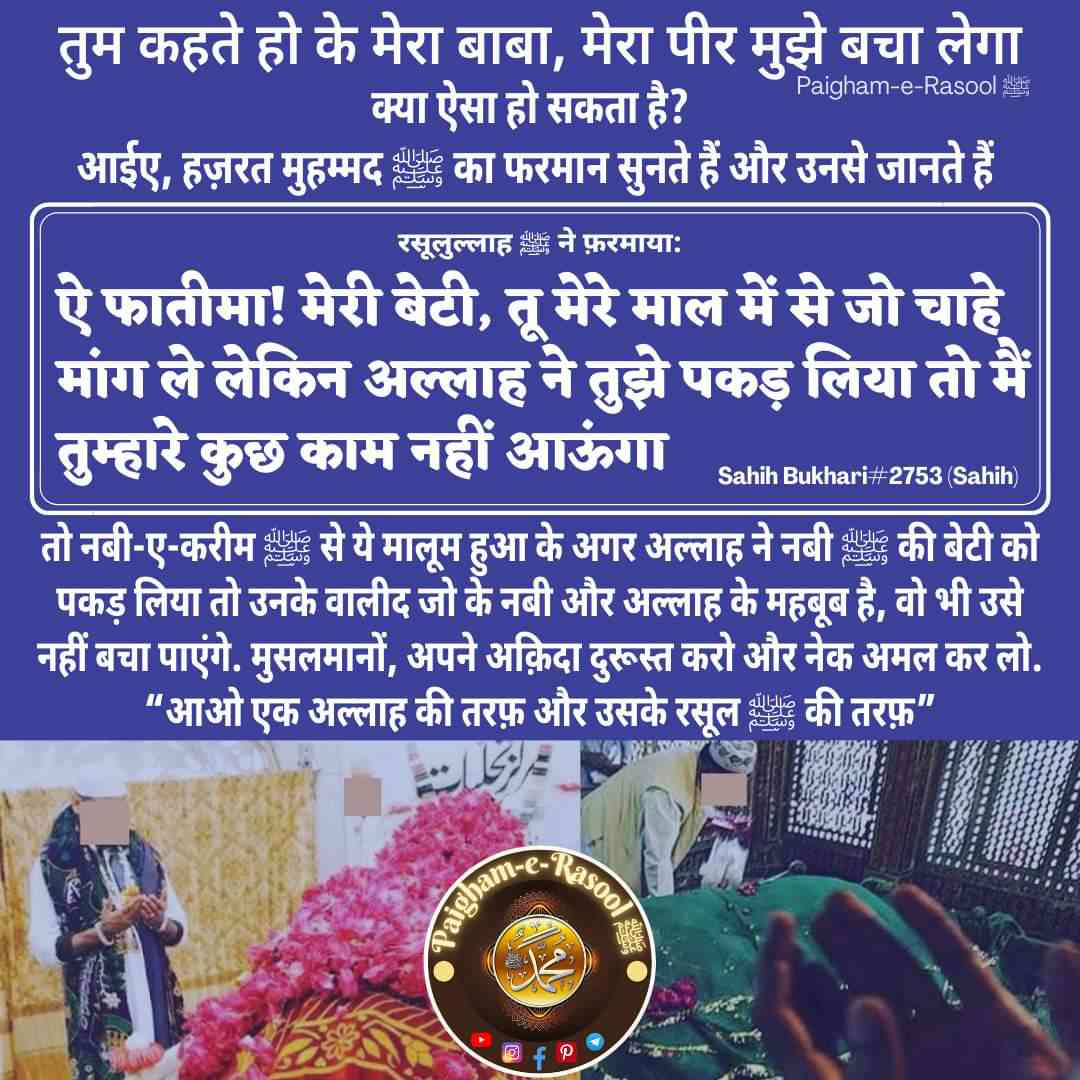 तुम कहते हो के मेरा बाबा, मेरा पीर मुझे बचा लेगा
Paigham-e-Rasool ﷺ
क्या ऐसा हो सकता है?
आईए, हज़रत मुहम्मद ﷺ का फरमान सुनते हैं और उनसे जानते हैं
रसूलुल्लाह ﷺ ने फ़रमाया:
ऐ फातीमा! मेरी बेटी, तू मेरे माल में से जो चाहे
मांग ले लेकिन अल्लाह ने तुझे पकड़ लिया तो मैं
तुम्हारे कुछ काम नहीं आऊंगा
Sahih Bukhari#2753 (Sahih)
तो नबी-ए-करीम ﷺ से ये मालूम हुआ के अगर अल्लाह ने नबी ﷺ की बेटी को
पकड़ लिया तो उनके वालीद जो के नबी और अल्लाह के महबूब है, वो भी उसे
नहीं बचा पाएंगे. मुसलमानों, अपने अक़िदा दुरूस्त करो और नेक अमल कर लो.
“आओ एक अल्लाह की तरफ़ और उसके रसूल ﷺ की तरफ़”
Paigham-e-Rasool ﷺ
محمد